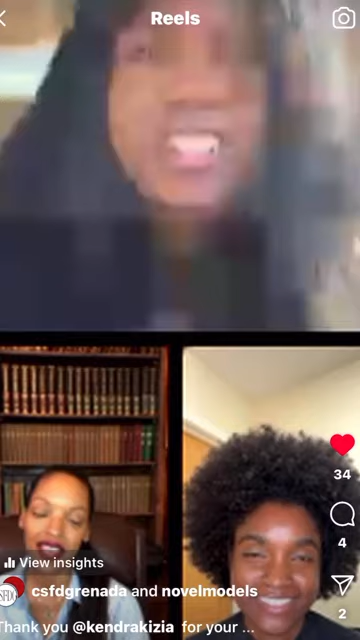 Reels
34
4
View insights
csfdgrenada and novelmodels
2
Thank you @kendrakizia for your ...